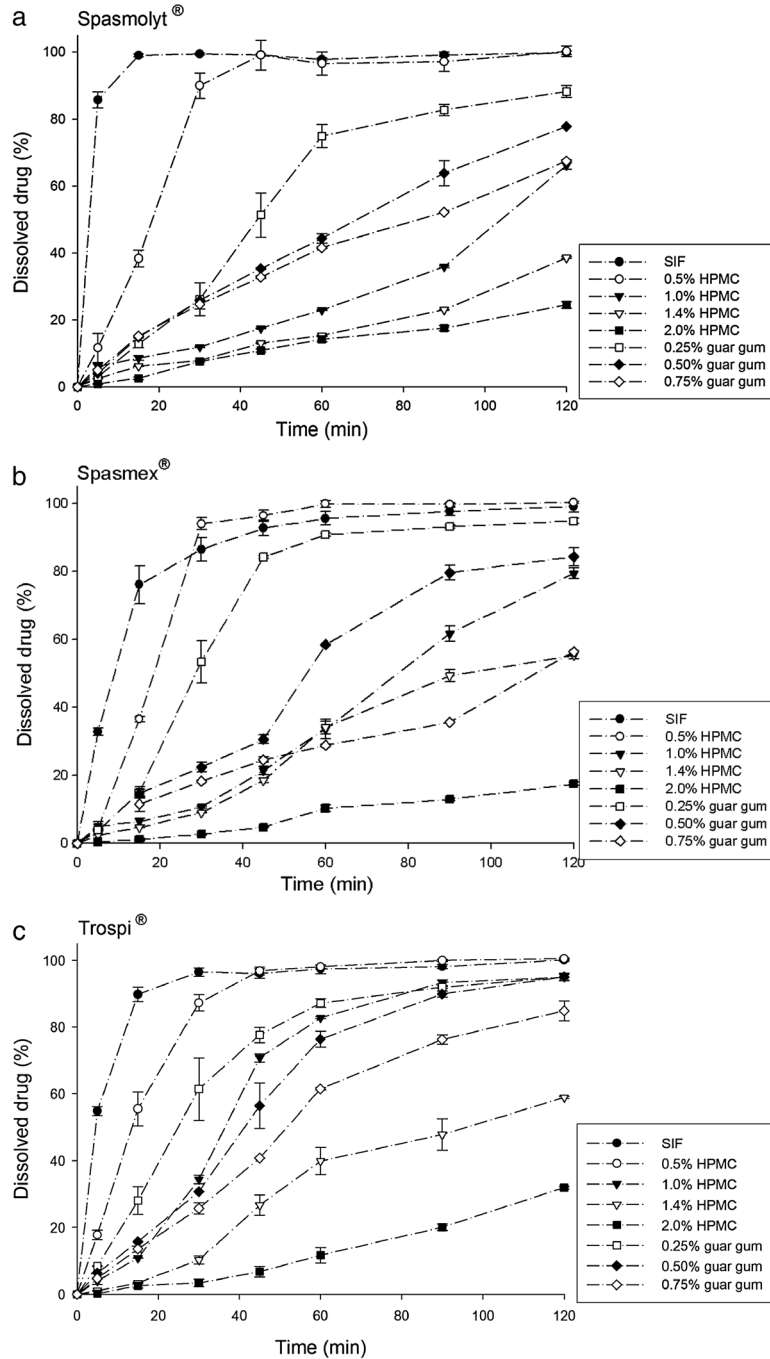 a
Spasmolyt ®
Dissolved drug (%)
100
80
60
40
20
0
0 20 40 60 80 100 120
Time (min)
SIF
0.5% HPMC
1.0% HPMC
1.4% HPMC
2.0% HPMC
0.25% guar gum
0.50% guar gum
0.75% guar gum
b
Spasmex®
Dissolved drug (%)
100
80
60
40
20
0
0 20 40 60 80 100 120
Time (min)
SIF
0.5% HPMC
1.0% HPMC
1.4% HPMC
2.0% HPMC
0.25% guar gum
0.50% guar gum
0.75% guar gum
c
Trospi ®
Dissolved drug (%)
100
80
60
40
20
0
0 20 40 60 80 100 120
Time (min)
SIF
0.5% HPMC
1.0% HPMC
1.4% HPMC
2.0% HPMC
0.25% guar gum
0.50% guar gum
0.75% guar gum